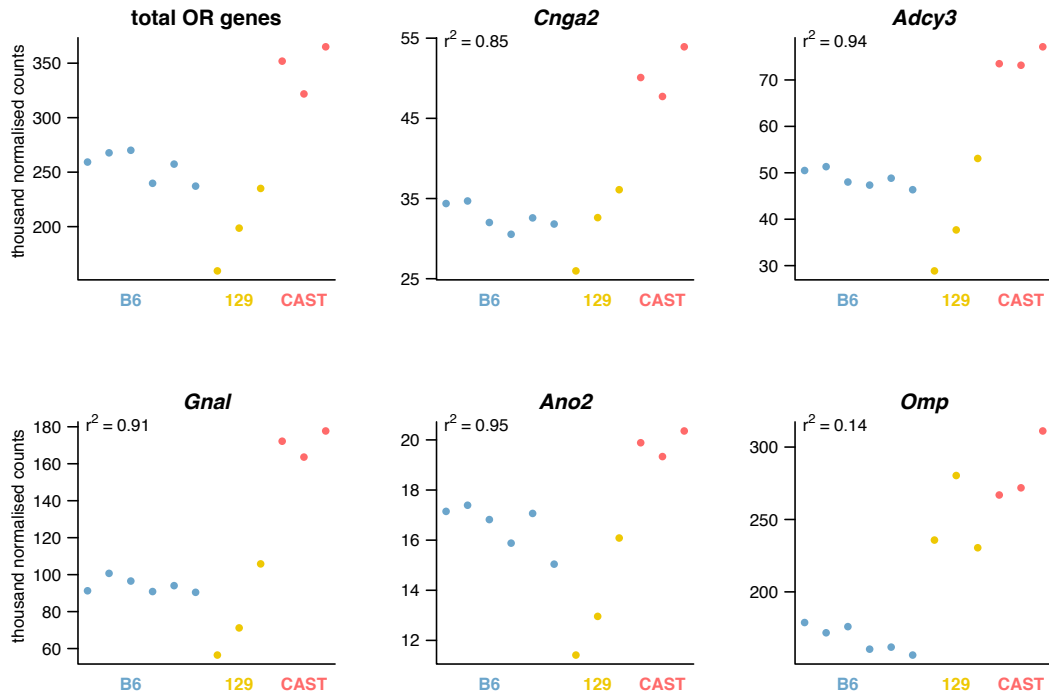 total OR genes
thousand normalised counts
350
300
250
200
B6 129 CAST
Cnga2
r² = 0.85
55
45
35
25
B6 129 CAST
Adcy3
r² = 0.94
70
60
50
40
30
B6 129 CAST
Gnal
r² = 0.91
thousand normalised counts
180
160
140
120
100
80
60
B6 129 CAST
Ano2
r² = 0.95
20
18
16
14
12
B6 129 CAST
Omp
r² = 0.14
300
250
200
B6 129 CAST